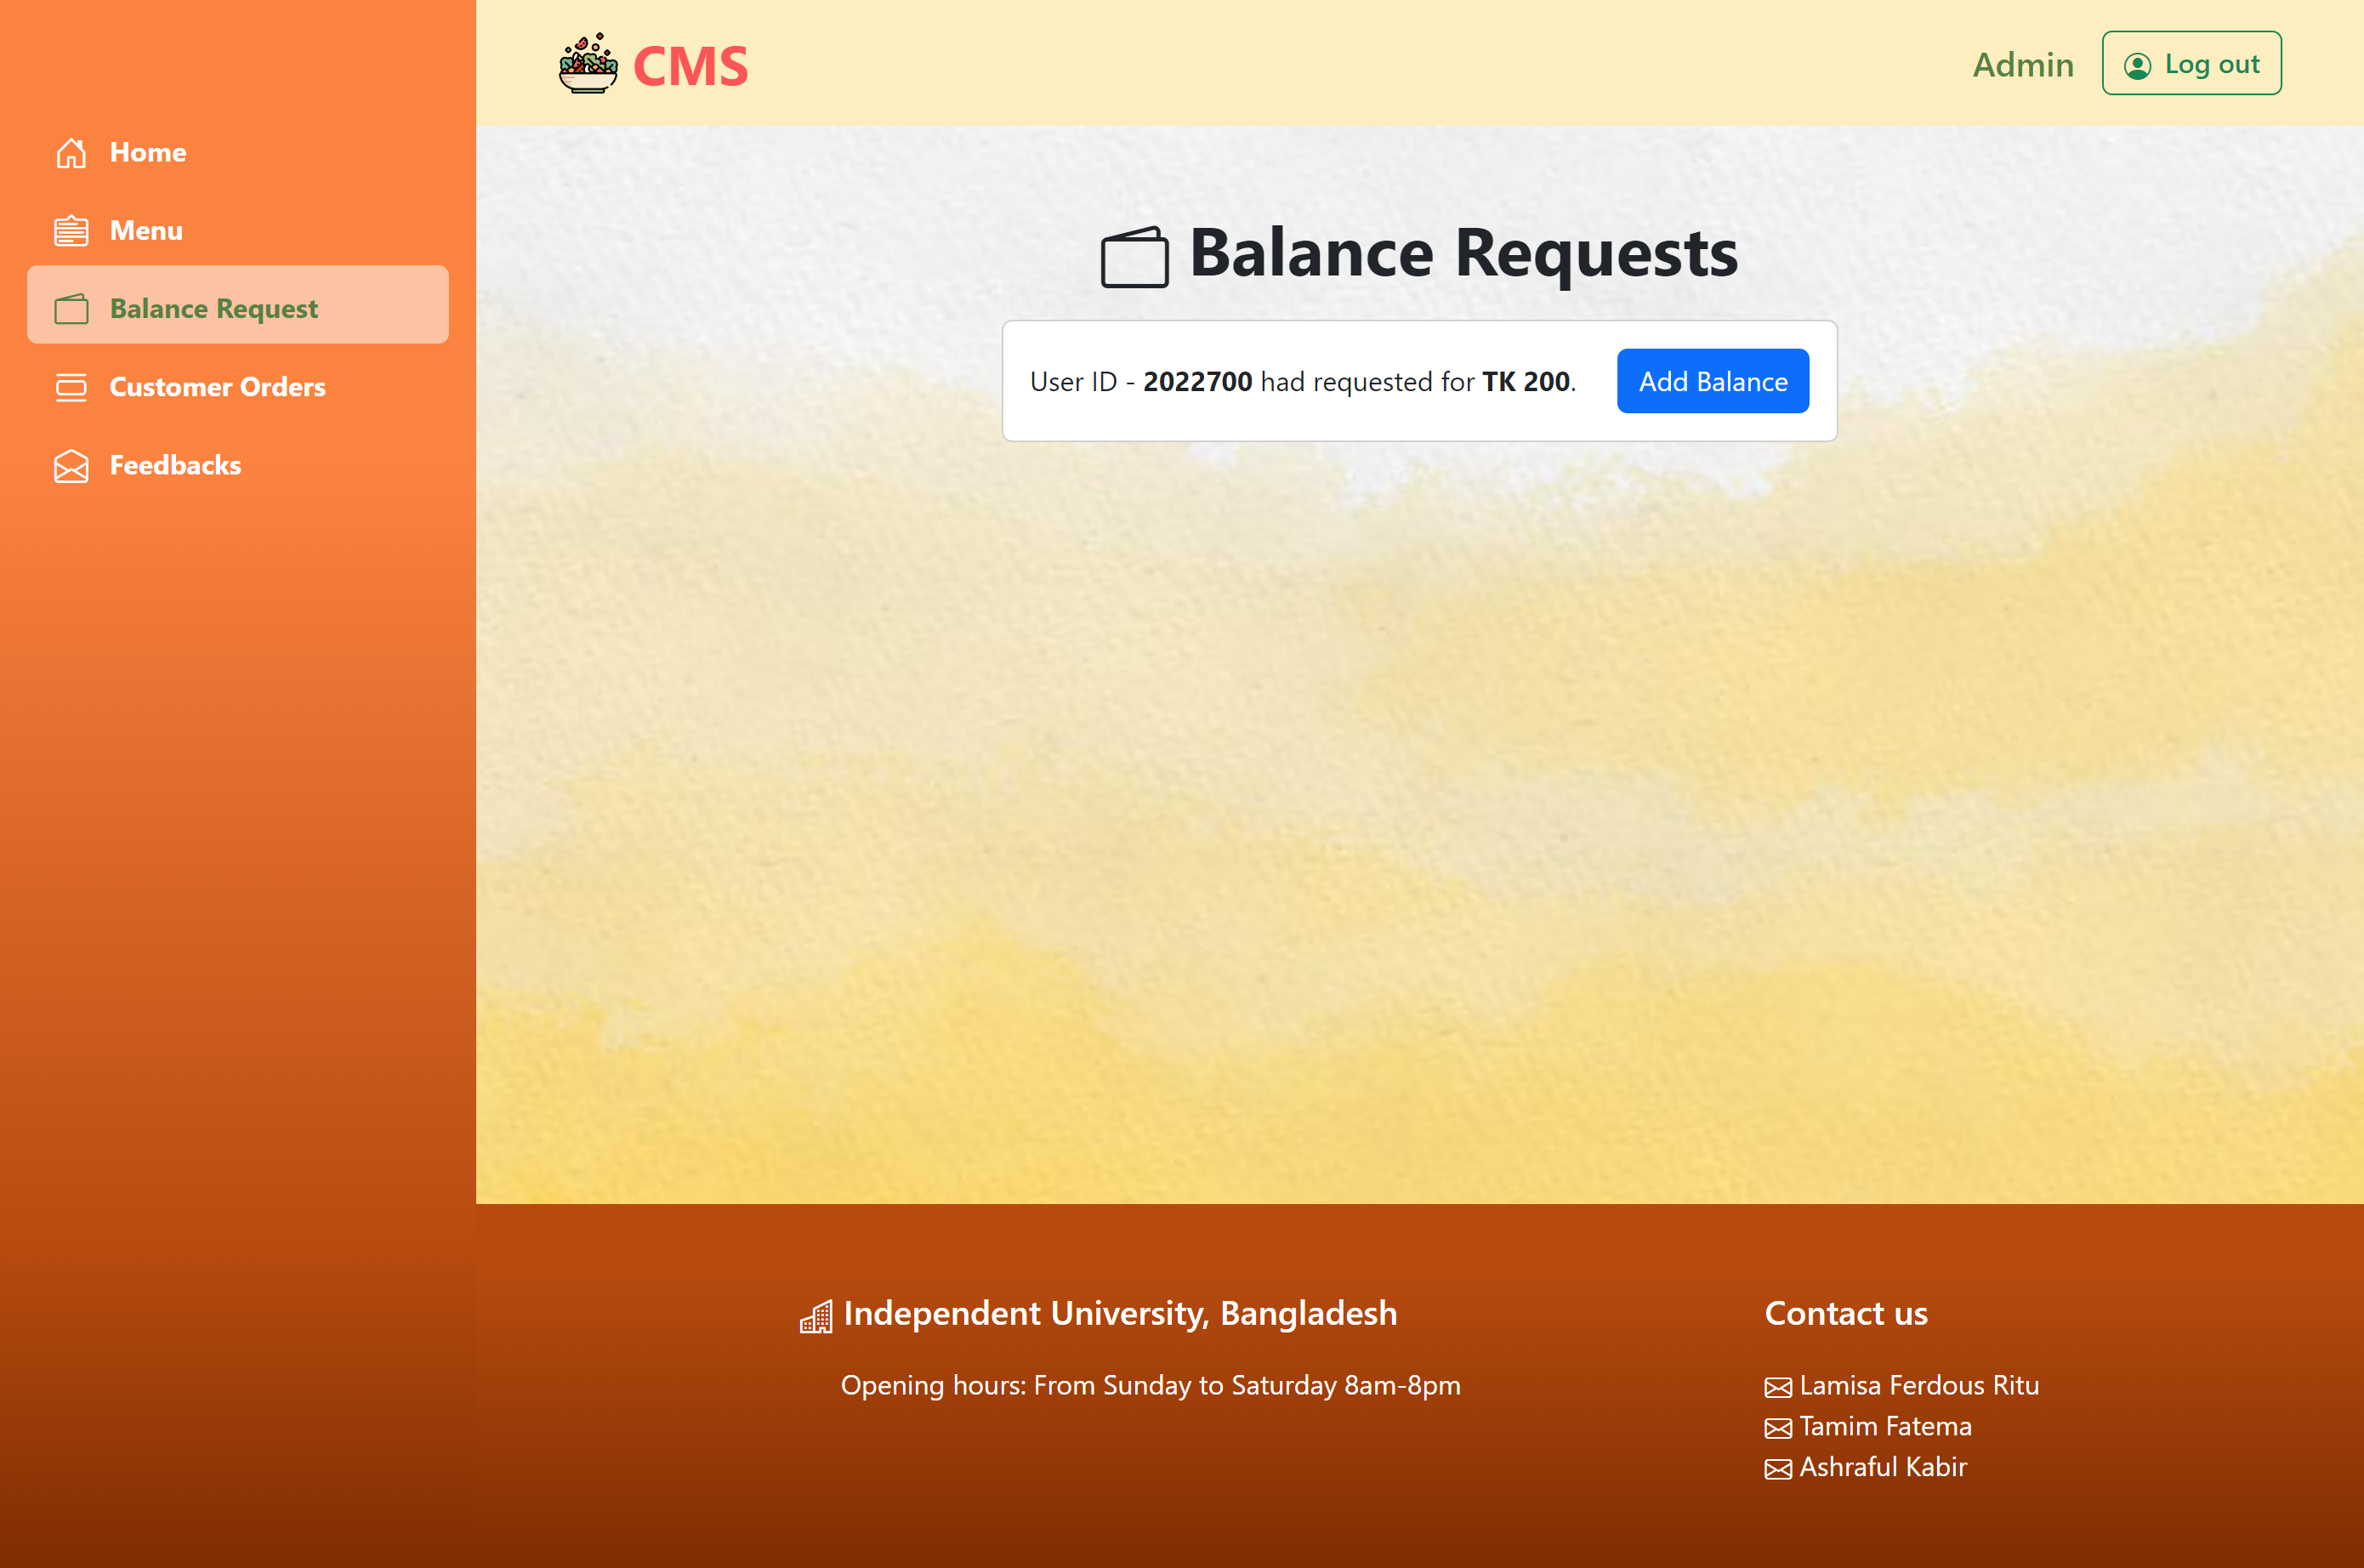 CMS
Admin
Log out
Home
Menu
Balance Request
Customer Orders
Feedbacks
Balance Requests
User ID - 2022700 had requested for TK 200.
Add Balance
Independent University, Bangladesh
Opening hours: From Sunday to Saturday 8am-8pm
Contact us
Lamisa Ferdous Ritu
Tamim Fatema
Ashraful Kabir